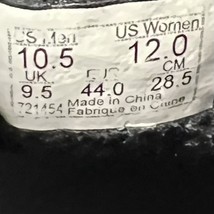 US Men US Women
10.5 12.0
UK EUR CM
9.5 44.0 28.5
721454 Made in China
Fabriqué en Chine